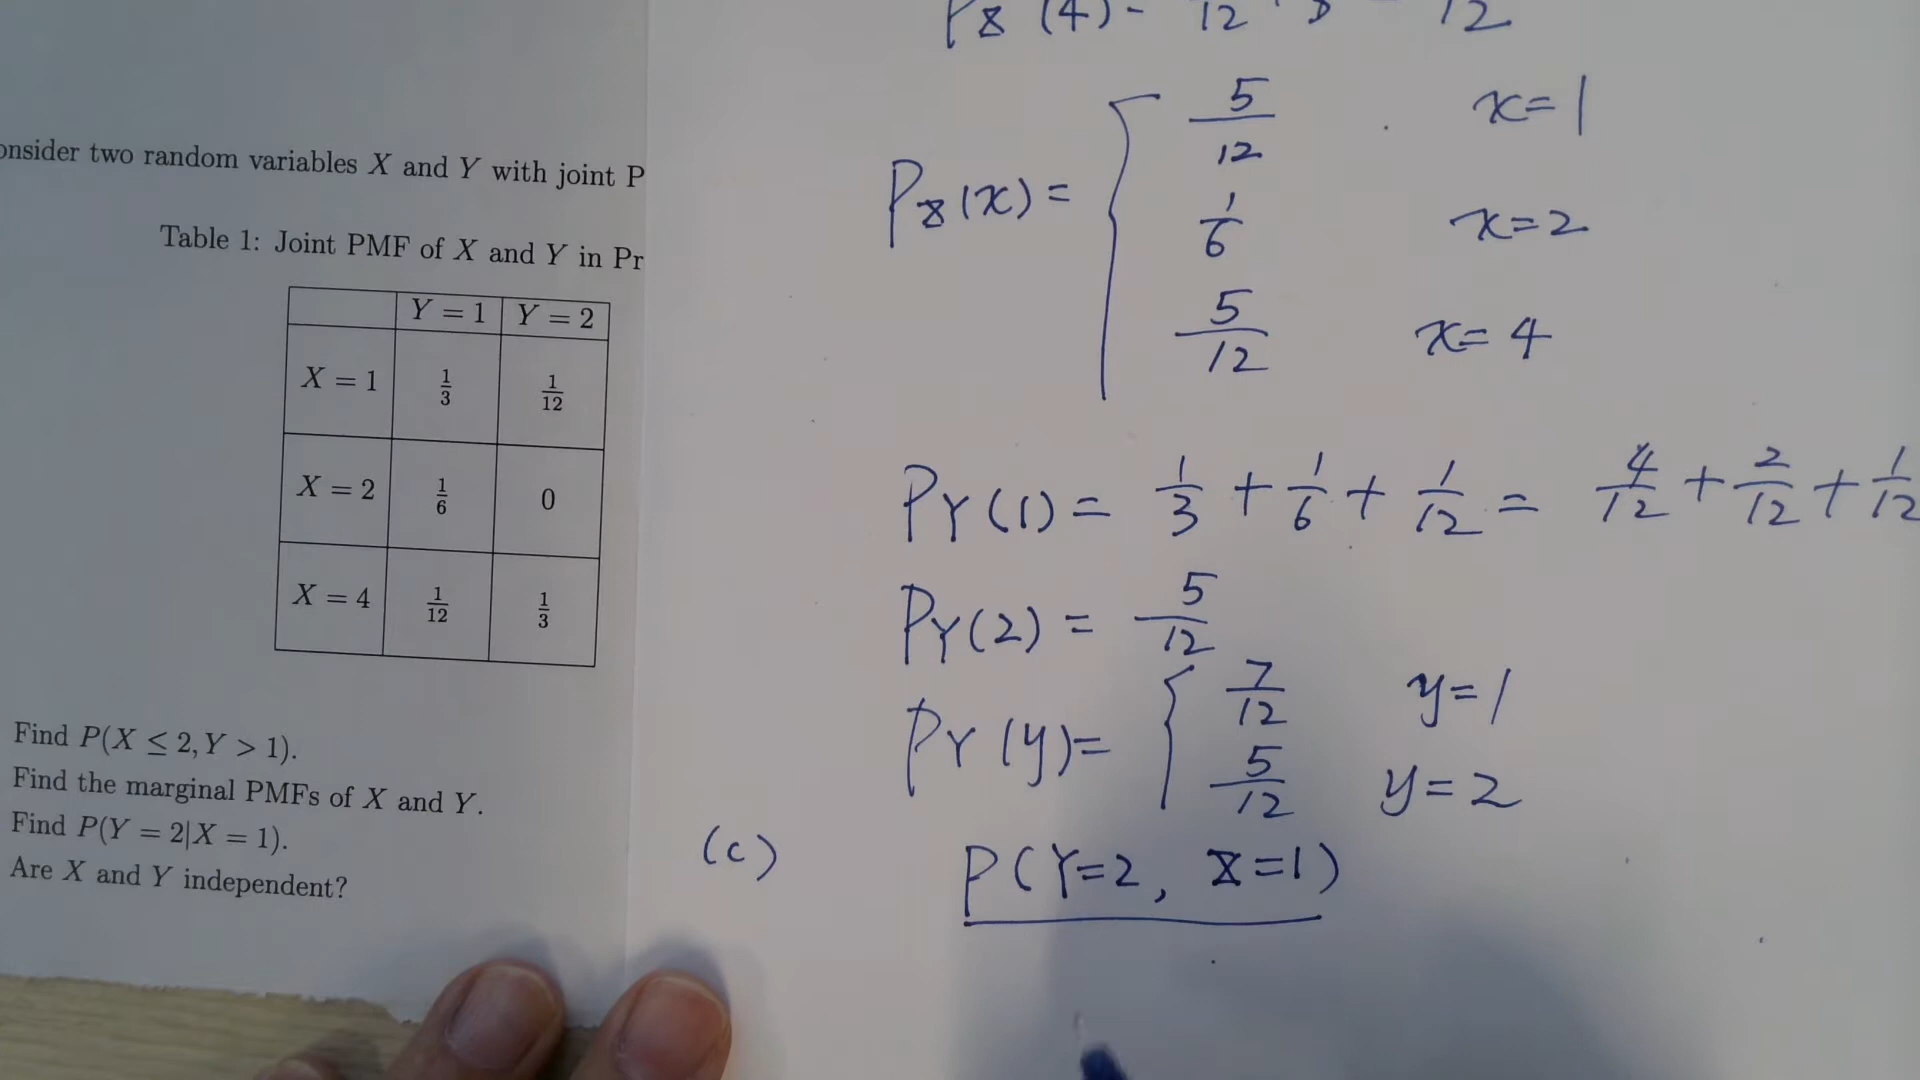 onsider two random variables X and Y with joint P
Table 1: Joint PMF of X and Y in Pr
Y = 1 Y = 2
X = 1 1/3 1/12
X = 2 1/6 0
X = 4 1/12 1/3
Find P(X ≤ 2, Y > 1).
Find the marginal PMFs of X and Y.
Find P(Y = 2|X = 1).
Are X and Y independent?
P_X(x) = { 5/12 x=1
1/6 x=2
5/12 x=4
P_Y(1) = 1/3 + 1/6 + 1/12 = 4/12 + 2/12 + 1/12
P_Y(2) = 5/12
P_Y(y) = { 7/12 y=1
5/12 y=2
(c) P(Y=2, X=1)